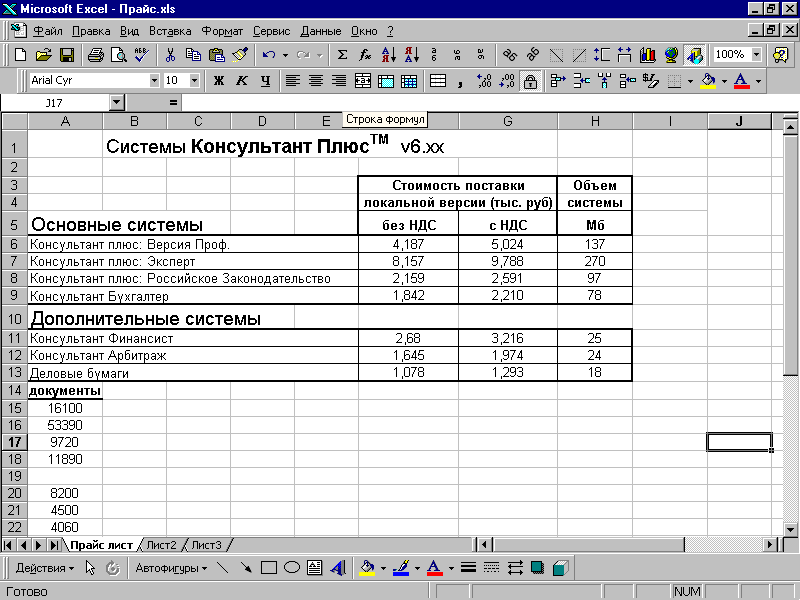 Microsoft Excel - Прайс.xls
Файл Правка Вид Вставка Формат Сервис Данные Окно ?
100%
Arial Cyr 10 Ж К Ч
J17 =
Строка формул
A B C D E G H I J
1 Системы Консультант Плюс™ v6.xx
2
3 Стоимость поставки Объем
4 локальной версии (тыс. руб) системы
5 Основные системы без НДС с НДС Мб
6 Консультант плюс: Версия Проф. 4,187 5,024 137
7 Консультант плюс: Эксперт 8,157 9,788 270
8 Консультант плюс: Российское Законодательство 2,159 2,591 97
9 Консультант Бухгалтер 1,842 2,210 78
10 Дополнительные системы
11 Консультант Финансист 2,68 3,216 25
12 Консультант Арбитраж 1,645 1,974 24
13 Деловые бумаги 1,078 1,293 18
14 документы
15 16100
16 53390
17 9720
18 11890
19
20 8200
21 4500
22 4060
Прайс лист Лист2 Лист3
Действия Автофигуры
Готово NUM